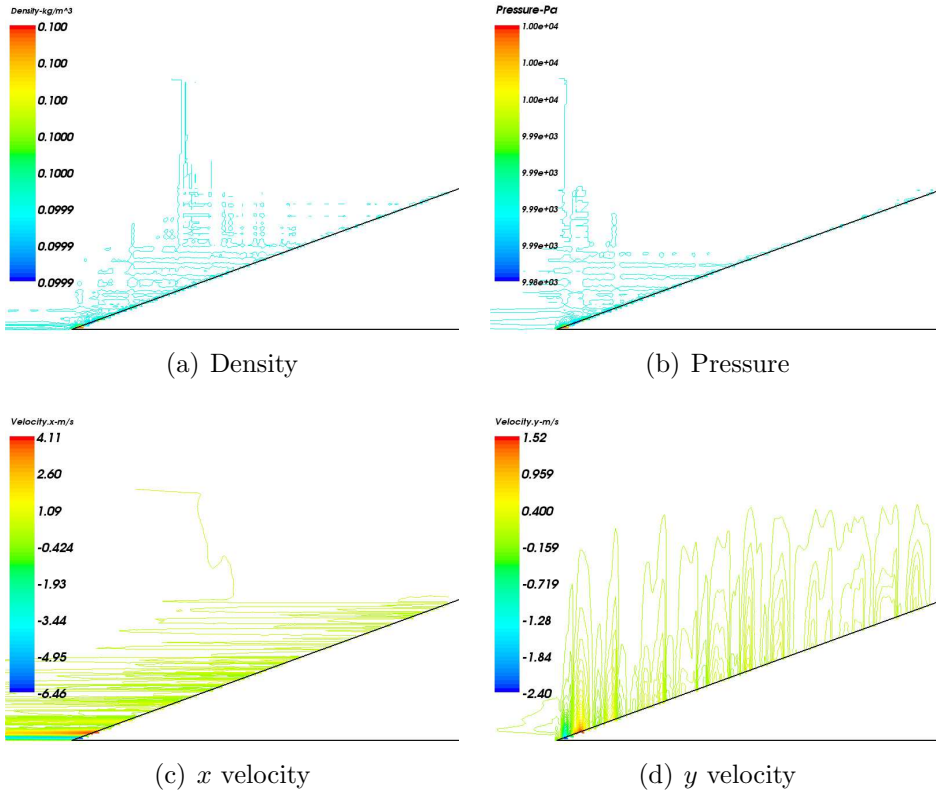 Density-kg/m^3
0.100
0.100
0.100
0.1000
0.1000
0.0999
0.0999
0.0999
Pressure-Pa
1.00e+04
1.00e+04
1.00e+04
9.99e+03
9.99e+03
9.99e+03
9.99e+03
9.98e+03
(a) Density
(b) Pressure
Velocity.x-m/s
4.11
2.60
1.09
-0.424
-1.93
-3.44
-4.95
-6.46
Velocity.y-m/s
1.52
0.959
0.400
-0.159
-0.719
-1.28
-1.84
-2.40
(c) x velocity
(d) y velocity